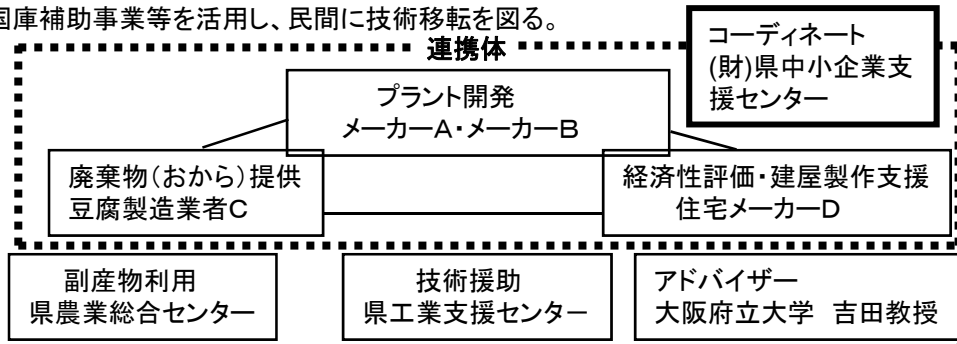 国庫補助事業等を活用し、民間に技術移転を図る。
連携体
コーディネート
(財)県中小企業支
援センター
プラント開発
メーカーA・メーカーB
廃棄物(おから)提供
豆腐製造業者C
経済性評価・建屋製作支援
住宅メーカーD
副産物利用
県農業総合センター
技術援助
県工業支援センター
アドバイザー
大阪府立大学 吉田教授